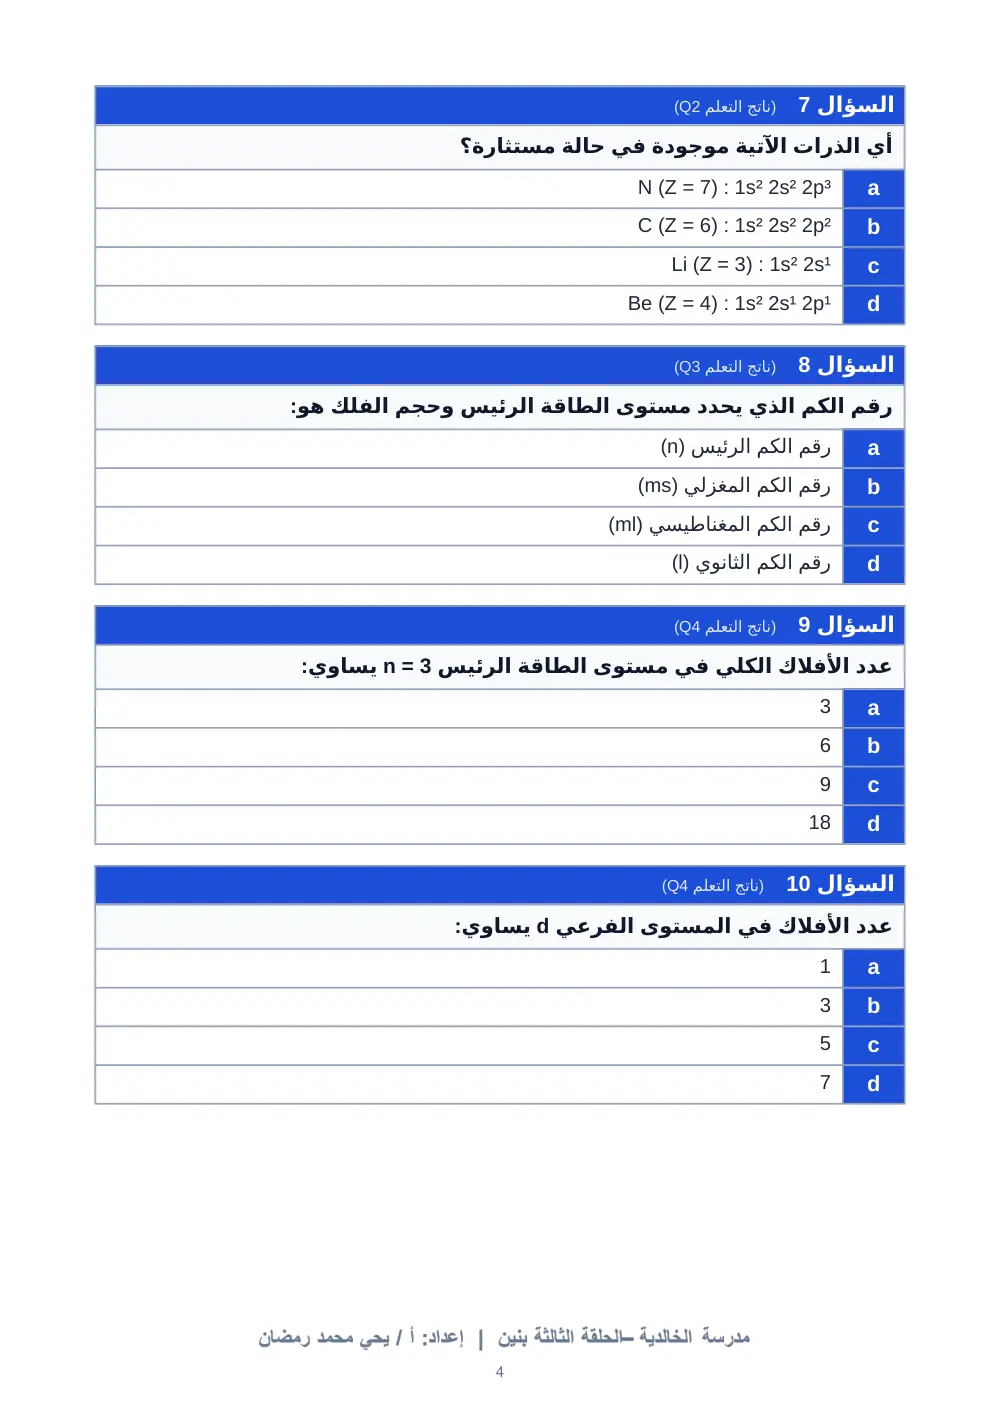 السؤال 7 (ناتج التعلم Q2)
أي الذرات الآتية موجودة في حالة مستثارة؟
a N (Z = 7) : 1s² 2s² 2p³
b C (Z = 6) : 1s² 2s² 2p²
c Li (Z = 3) : 1s² 2s¹
d Be (Z = 4) : 1s² 2s¹ 2p¹
السؤال 8 (ناتج التعلم Q3)
رقم الكم الذي يحدد مستوى الطاقة الرئيس وحجم الفلك هو:
a رقم الكم الرئيس (n)
b رقم الكم المغزلي (ms)
c رقم الكم المغناطيسي (ml)
d رقم الكم الثانوي (l)
السؤال 9 (ناتج التعلم Q4)
عدد الأفلاك الكلي في مستوى الطاقة الرئيس n = 3 يساوي:
a 3
b 6
c 9
d 18
السؤال 10 (ناتج التعلم Q4)
عدد الأفلاك في المستوى الفرعي d يساوي:
a 1
b 3
c 5
d 7
مدرسة الخالدية –الحلقة الثالثة بنين | إعداد: أ / يحي محمد رمضان
4